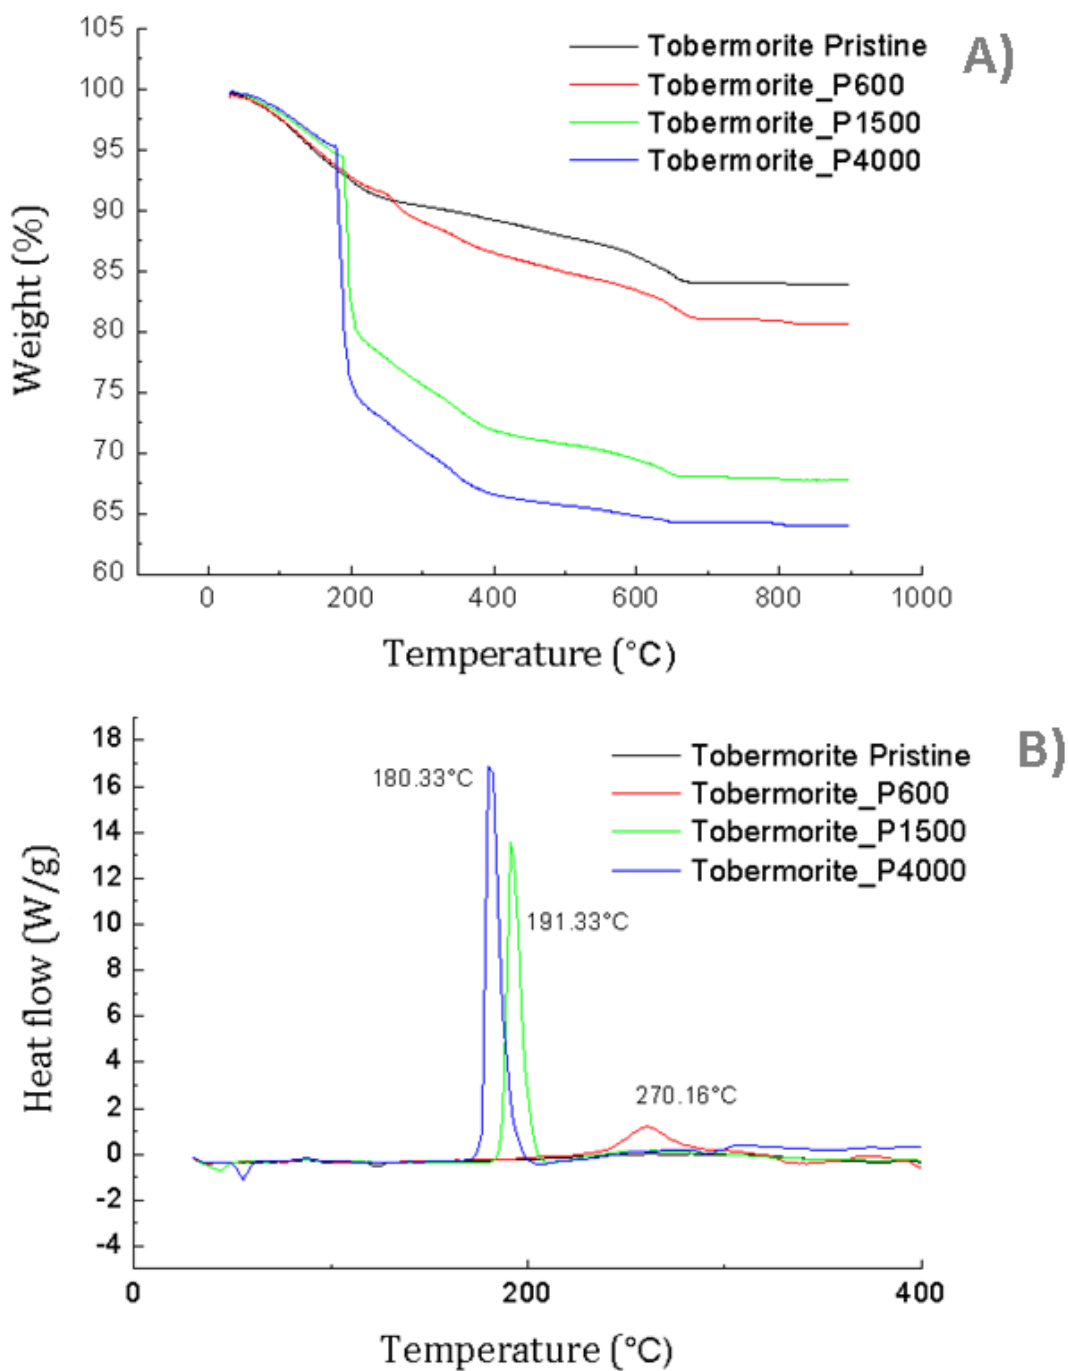 105
100
95
90
85
80
75
70
65
60
Weight (%)
Tobermorite Pristine
Tobermorite_P600
Tobermorite_P1500
Tobermorite_P4000
A)
0 200 400 600 800 1000
Temperature (°C)
18
16
14
12
10
8
6
4
2
0
-2
-4
Heat flow (W/g)
Tobermorite Pristine
Tobermorite_P600
Tobermorite_P1500
Tobermorite_P4000
B)
180.33°C
191.33°C
270.16°C
0 200 400
Temperature (°C)